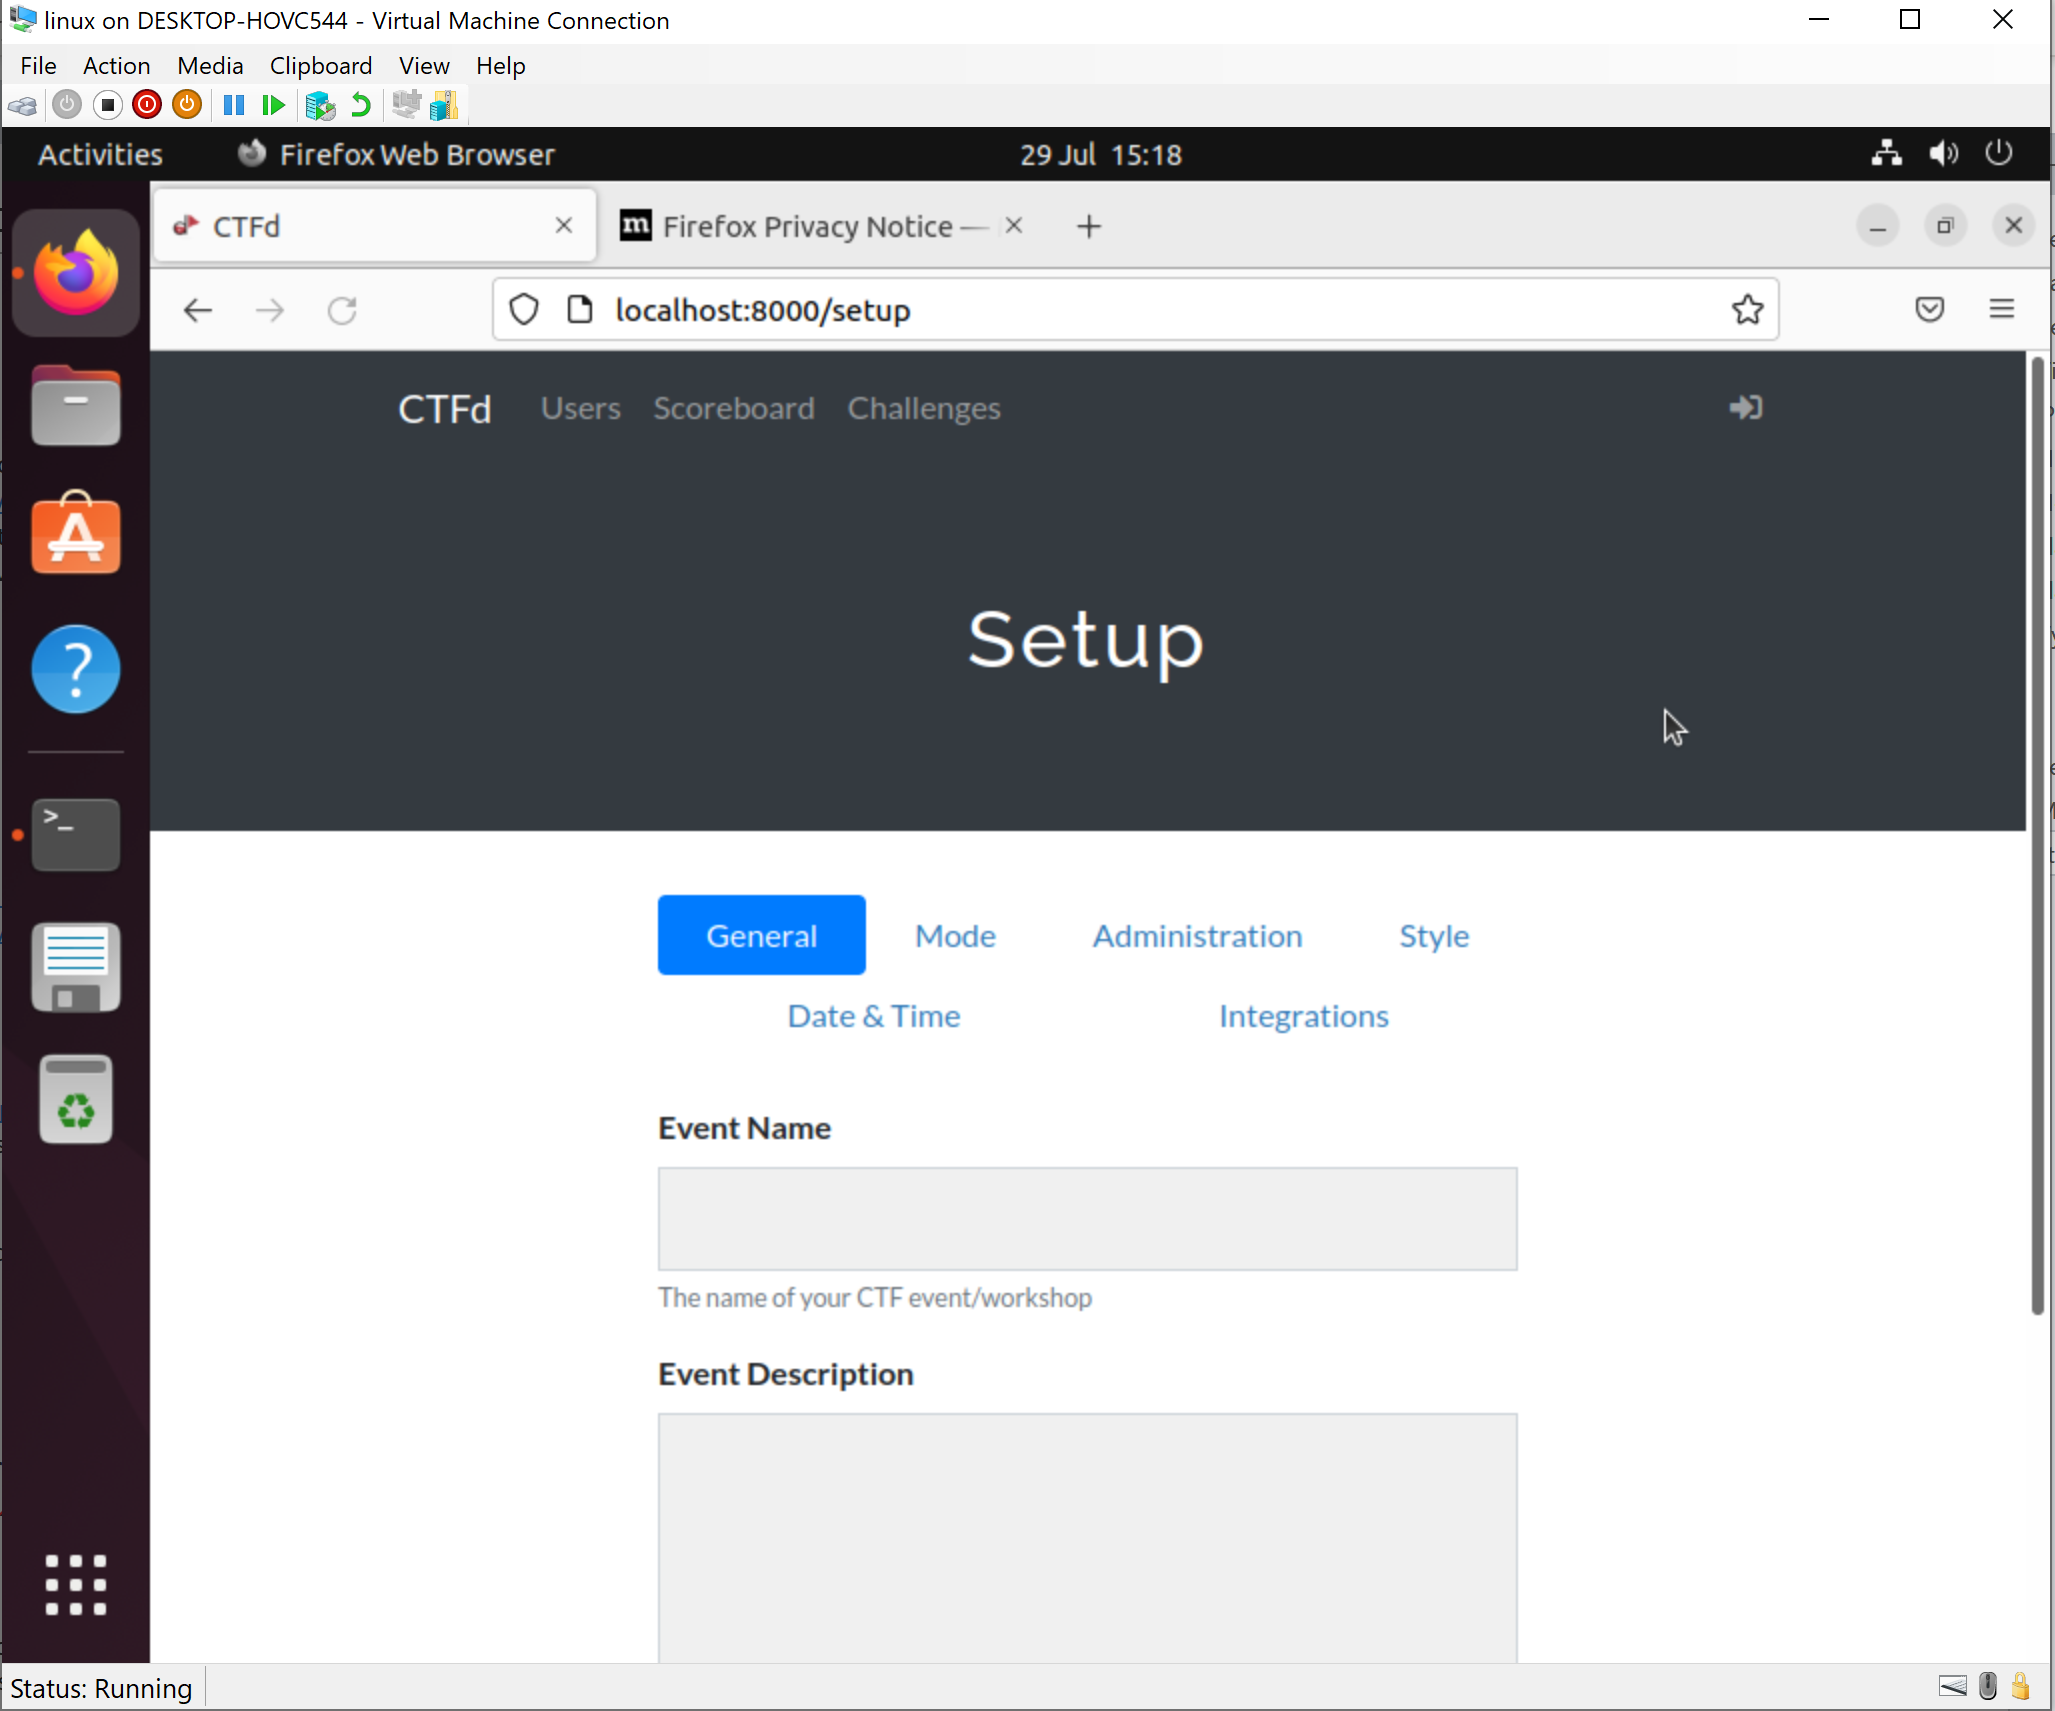 linux on DESKTOP-HOVC544 - Virtual Machine Connection
File Action Media Clipboard View Help
Activities Firefox Web Browser 29 Jul 15:18
CTFd Firefox Privacy Notice —
localhost:8000/setup
CTFd Users Scoreboard Challenges
Setup
General Mode Administration Style
Date & Time Integrations
Event Name
The name of your CTF event/workshop
Event Description
Status: Running